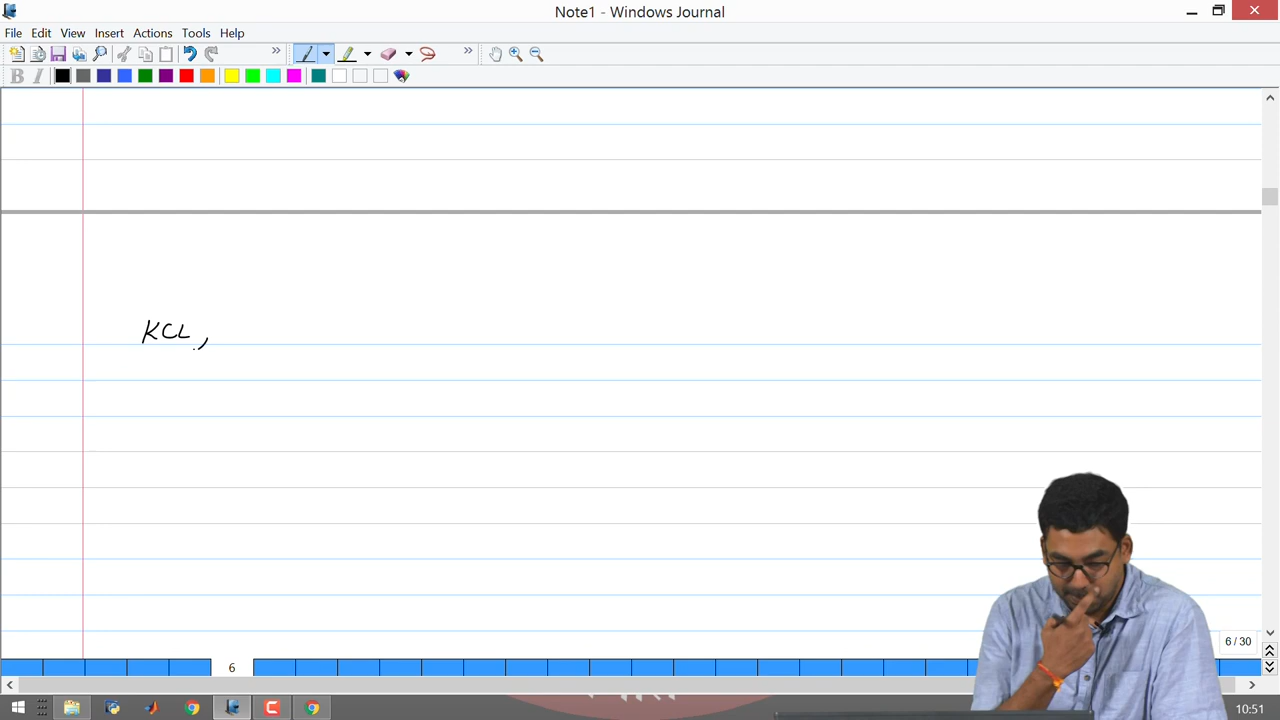 Note1 - Windows Journal
File Edit View Insert Actions Tools Help
B I
KCL,
6 / 30
6
10:51